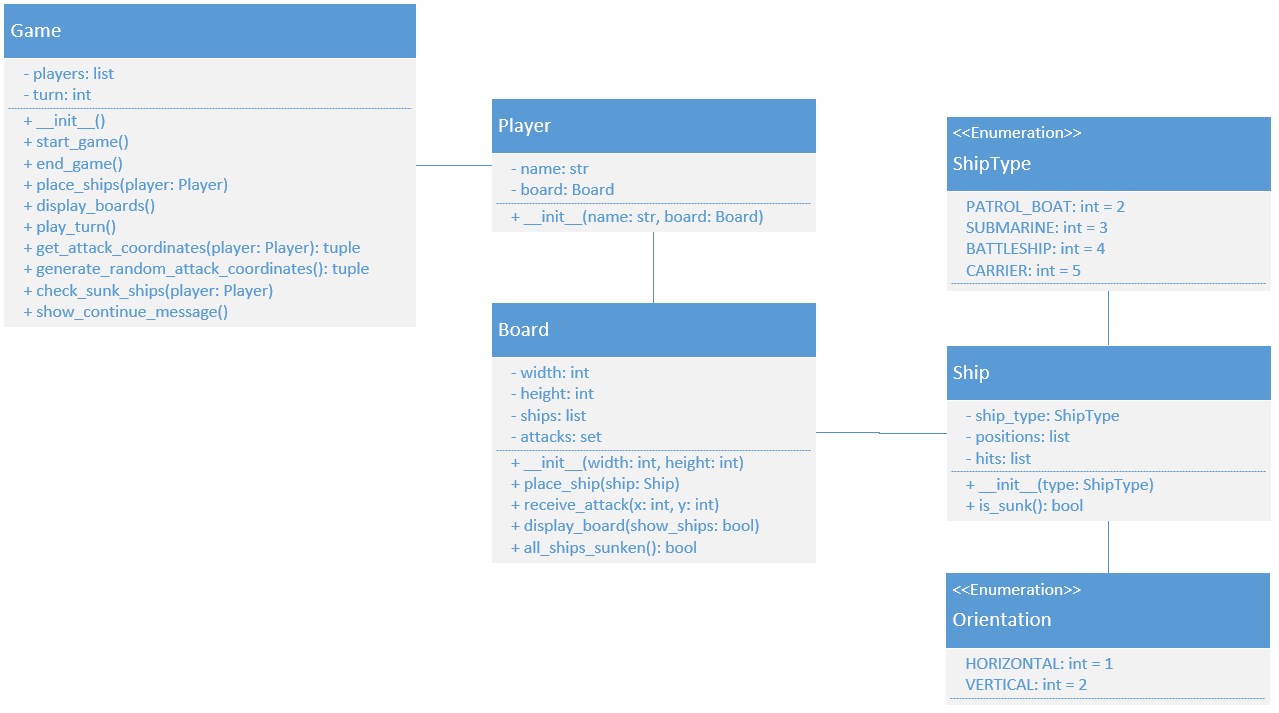 Game
- players: list
- turn: int
+ __init__()
+ start_game()
+ end_game()
+ place_ships(player: Player)
+ display_boards()
+ play_turn()
+ get_attack_coordinates(player: Player): tuple
+ generate_random_attack_coordinates(): tuple
+ check_sunk_ships(player: Player)
+ show_continue_message()
Player
- name: str
- board: Board
+ __init__(name: str, board: Board)
Board
- width: int
- height: int
- ships: list
- attacks: set
+ __init__(width: int, height: int)
+ place_ship(ship: Ship)
+ receive_attack(x: int, y: int)
+ display_board(show_ships: bool)
+ all_ships_sunken(): bool
<<Enumeration>>
ShipType
PATROL_BOAT: int = 2
SUBMARINE: int = 3
BATTLESHIP: int = 4
CARRIER: int = 5
Ship
- ship_type: ShipType
- positions: list
- hits: list
+ __init__(type: ShipType)
+ is_sunk(): bool
<<Enumeration>>
Orientation
HORIZONTAL: int = 1
VERTICAL: int = 2